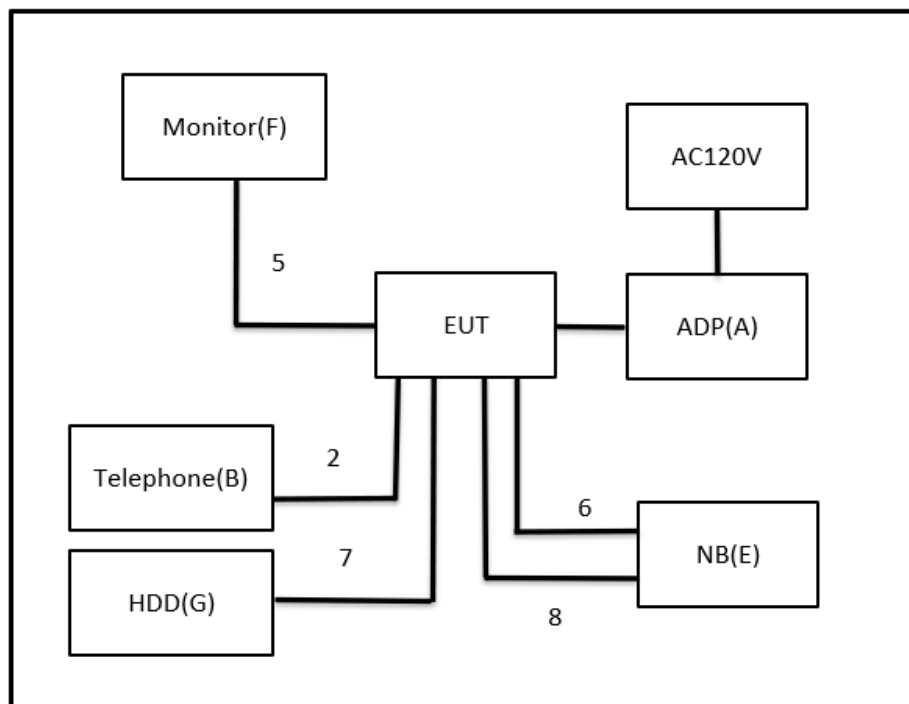 Monitor(F)
AC120V
5
EUT
ADP(A)
Telephone(B)
2
6
NB(E)
7
HDD(G)
8